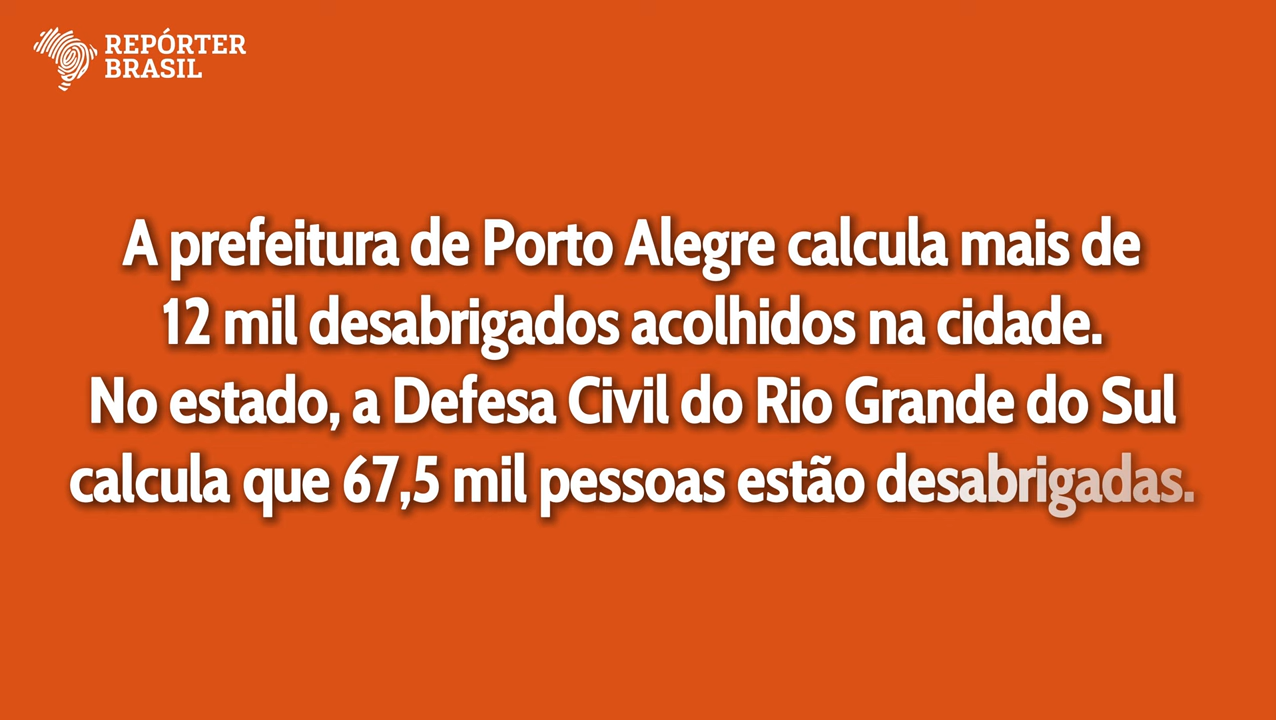 REPÓRTER
BRASIL
A prefeitura de Porto Alegre calcula mais de
12 mil desabrigados acolhidos na cidade.
No estado, a Defesa Civil do Rio Grande do Sul
calcula que 67,5 mil pessoas estão desabrigadas.